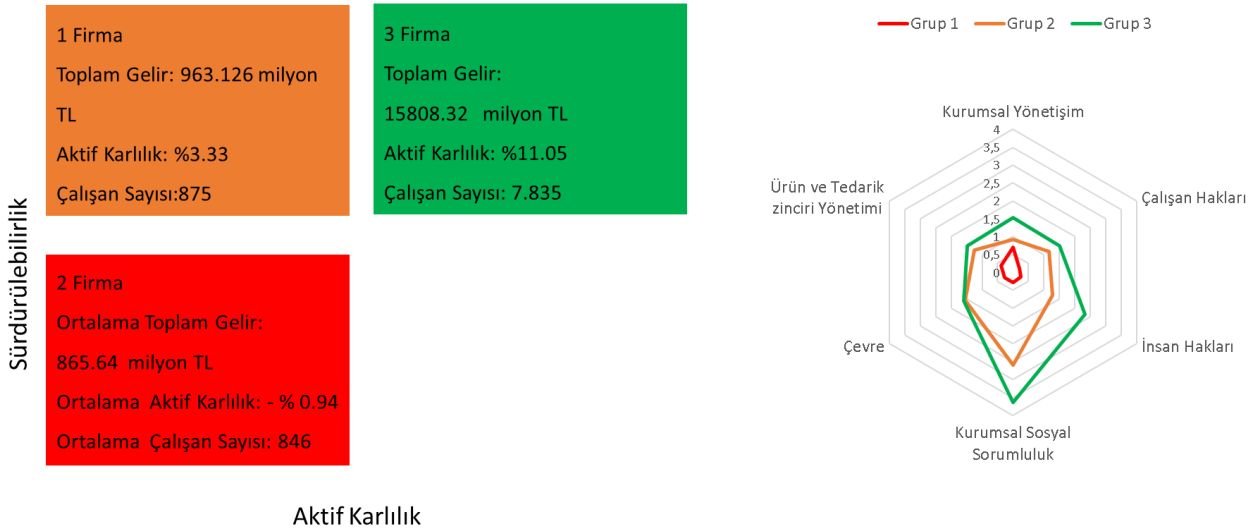 1 Firma
Toplam Gelir: 963.126 milyon
TL
Aktif Karlılık: %3.33
Çalışan Sayısı:875
3 Firma
Toplam Gelir:
15808.32 milyon TL
Aktif Karlılık: %11.05
Çalışan Sayısı: 7.835
Sürdürülebilirlik
2 Firma
Ortalama Toplam Gelir:
865.64 milyon TL
Ortalama Aktif Karlılık: - % 0.94
Ortalama Çalışan Sayısı: 846
Aktif Karlılık
Grup 1
Grup 2
Grup 3
Kurumsal Yönetişim
4
3,5
3
2,5
2
1,5
1
0,5
0
Çalışan Hakları
İnsan Hakları
Kurumsal Sosyal
Sorumluluk
Çevre
Ürün ve Tedarik
zinciri Yönetimi